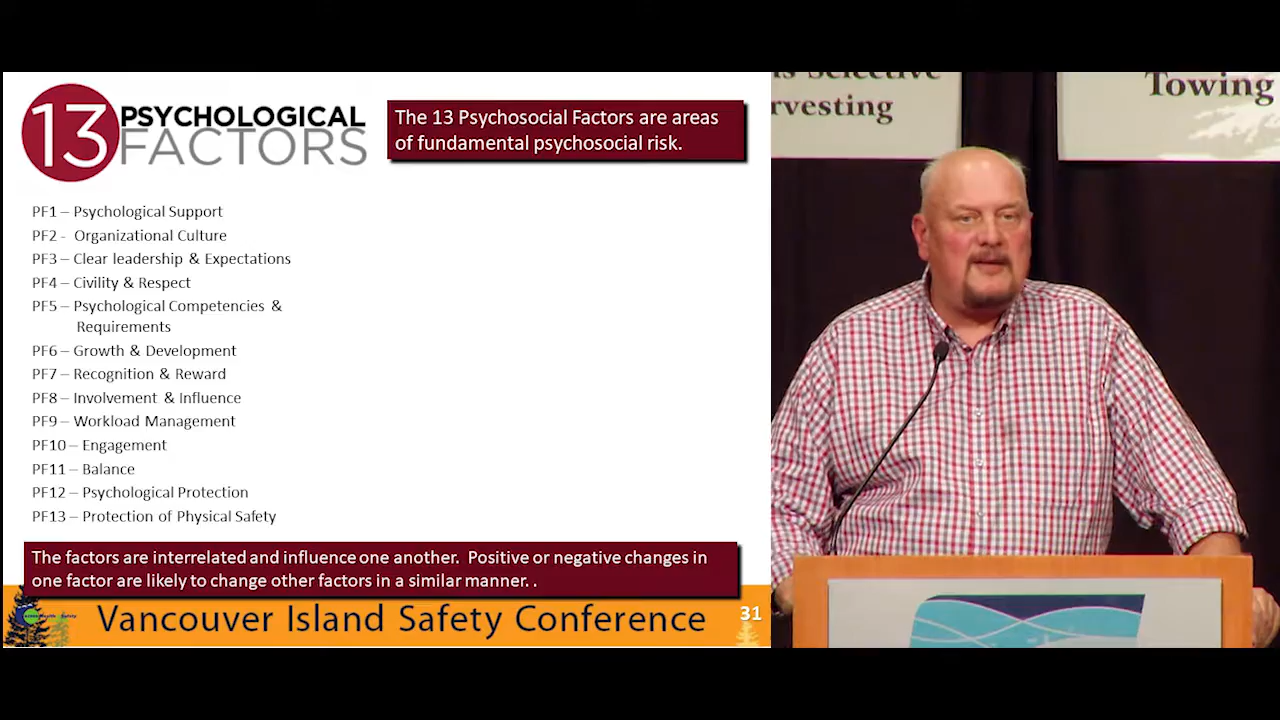 13 PSYCHOLOGICAL
FACTORS
The 13 Psychosocial Factors are areas
of fundamental psychosocial risk.
PF1 – Psychological Support
PF2 - Organizational Culture
PF3 – Clear leadership & Expectations
PF4 – Civility & Respect
PF5 – Psychological Competencies &
Requirements
PF6 – Growth & Development
PF7 – Recognition & Reward
PF8 – Involvement & Influence
PF9 – Workload Management
PF10 – Engagement
PF11 – Balance
PF12 – Psychological Protection
PF13 – Protection of Physical Safety
The factors are interrelated and influence one another. Positive or negative changes in
one factor are likely to change other factors in a similar manner. .
Vancouver Island Safety Conference
31
Selective
Towing